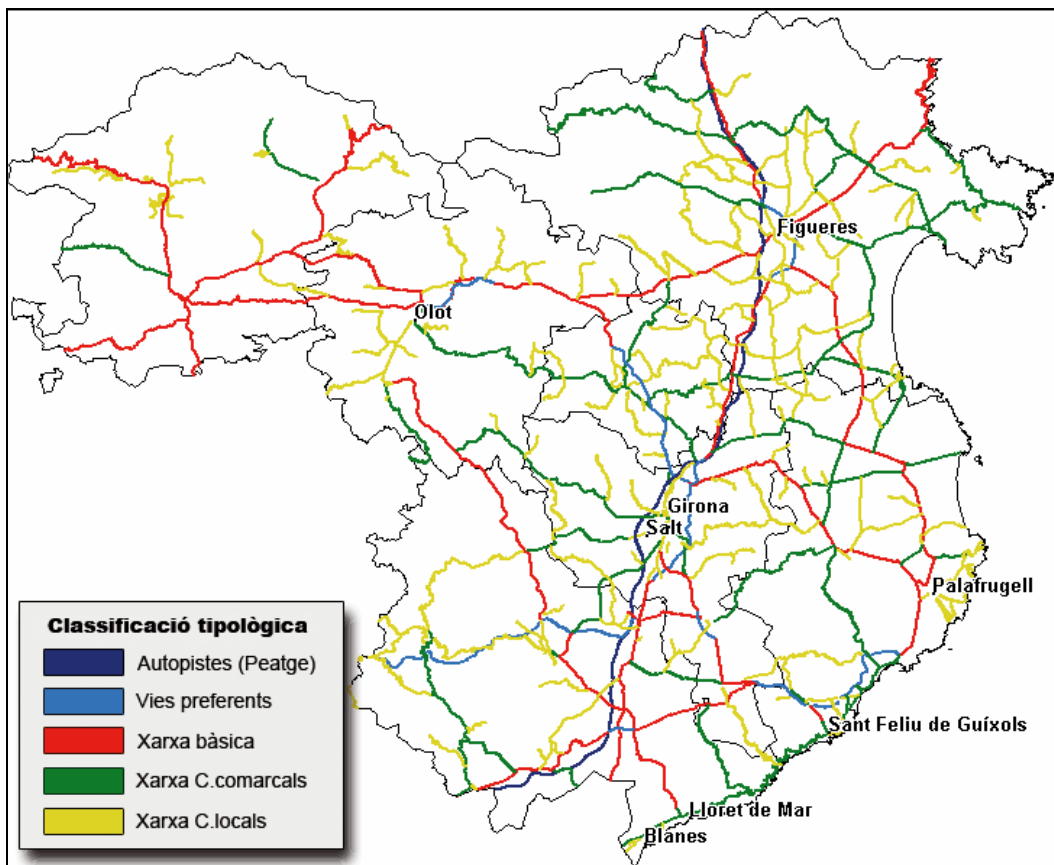 Figueres
Olot
Girona
Salt
Palafrugell
Sant Feliu de Guíxols
Lloret de Mar
Blanes
Classificació tipològica
Autopistes (Peatge)
Vies preferents
Xarxa bàsica
Xarxa C.comarcals
Xarxa C.locals